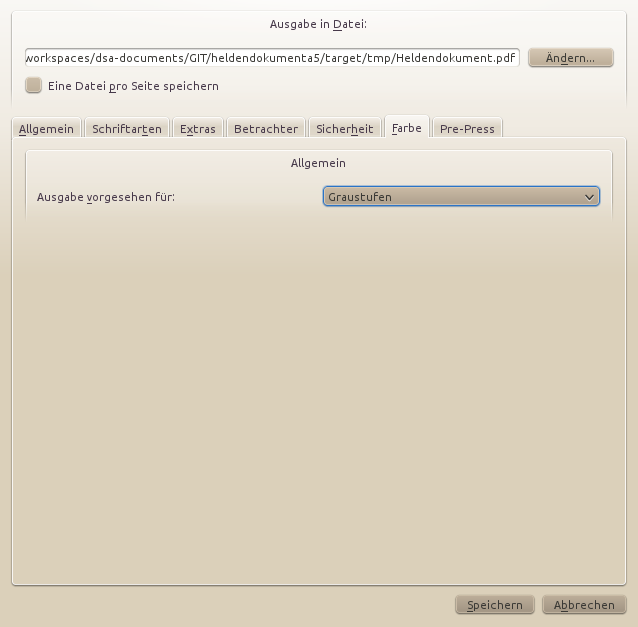 Ausgabe in Datei:
workspaces/dsa-documents/GIT/heldendokumenta5/target/tmp/Heldendokument.pdf Ändern...
Eine Datei pro Seite speichern
Allgemein Schriftarten Extras Betrachter Sicherheit Farbe Pre-Press
Allgemein
Ausgabe vorgesehen für: Graustufen
Speichern Abbrechen